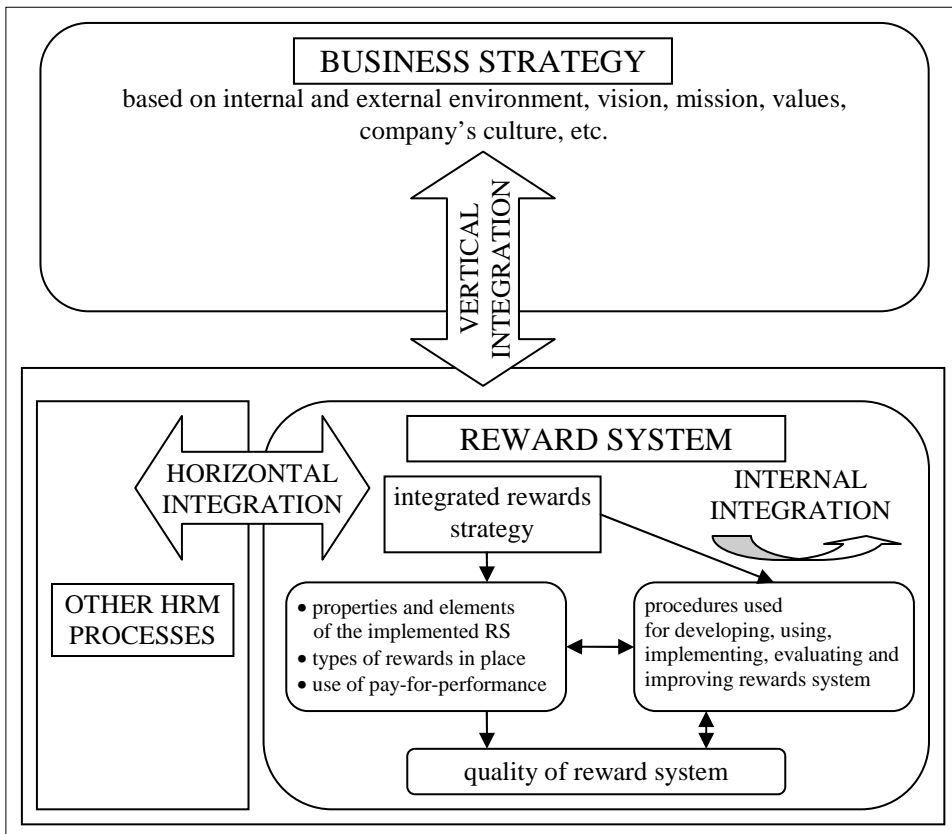 BUSINESS STRATEGY
based on internal and external environment, vision, mission, values,
company’s culture, etc.
VERTICAL
INTEGRATION
HORIZONTAL
INTEGRATION
OTHER HRM
PROCESSES
REWARD SYSTEM
integrated rewards
strategy
INTERNAL
INTEGRATION
• properties and elements
of the implemented RS
• types of rewards in place
• use of pay-for-performance
procedures used
for developing, using,
implementing, evaluating and
improving rewards system
quality of reward system